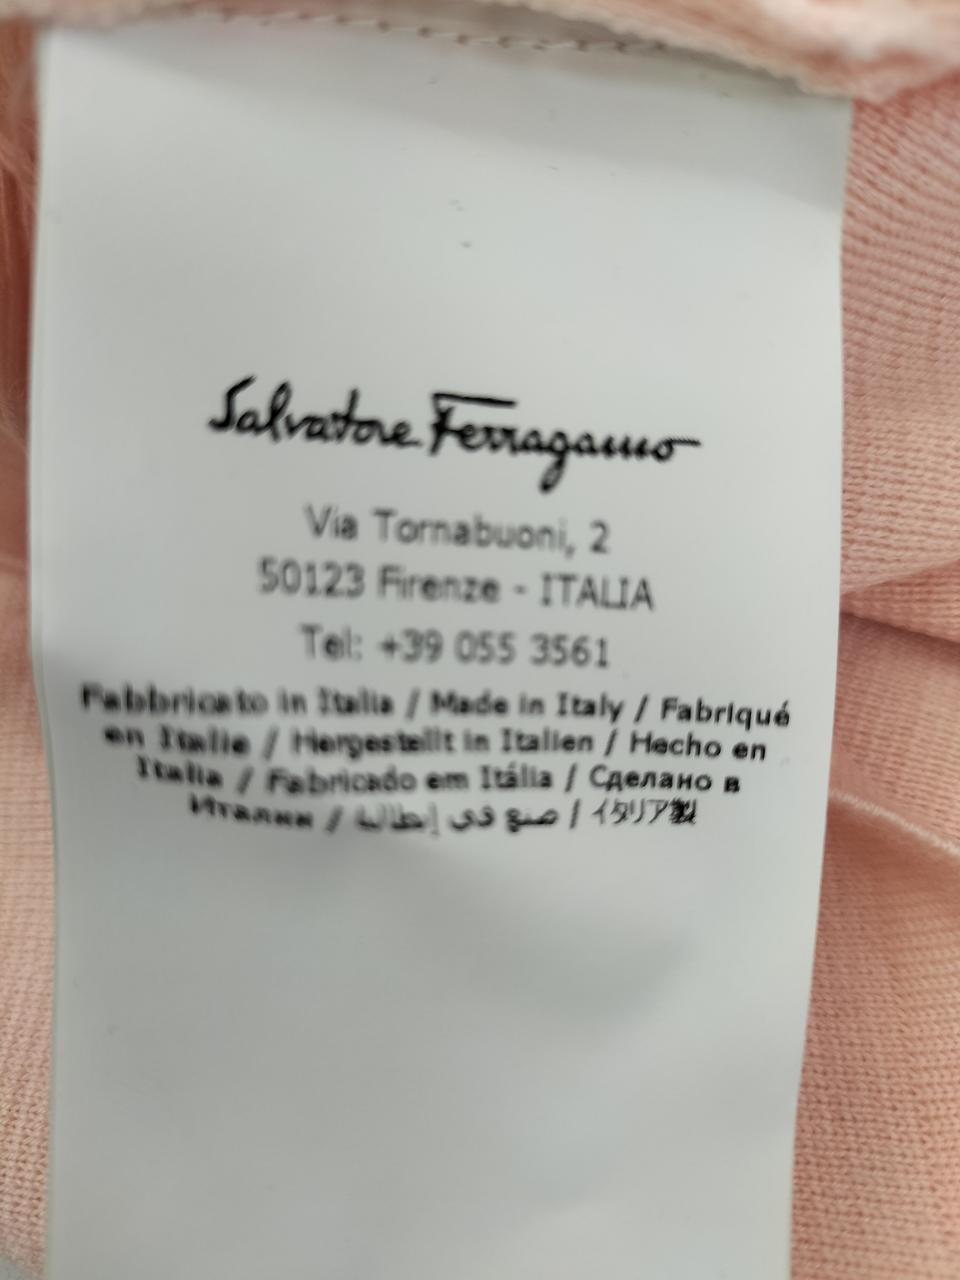 Salvatore Ferragamo
Via Tornabuoni, 2
50123 Firenze - ITALIA
Tel: +39 055 3561
Fabbricato in Italia / Made in Italy / Fabriqué
en Italie / Hergestellt in Italien / Hecho en
Italia / Fabricado em Itália / Сделано в
Италии / صنع في إيطاليا / イタリア製